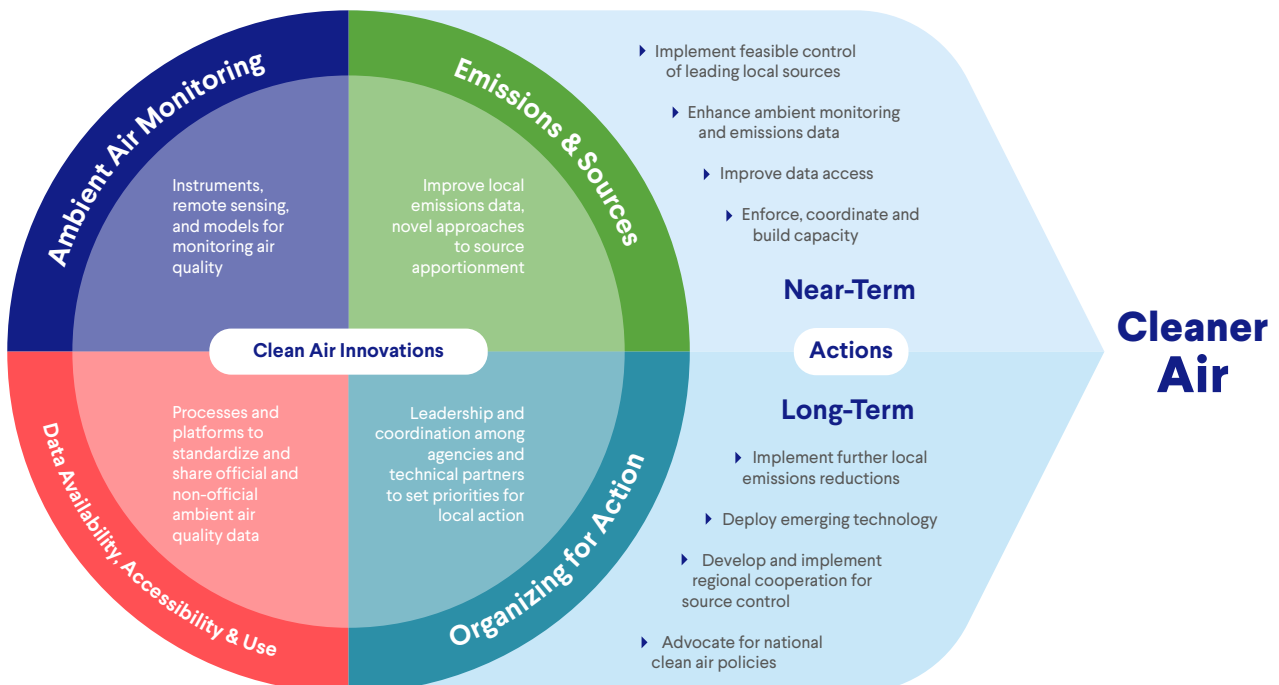 Ambient Air Monitoring
Instruments,
remote sensing,
and models for
monitoring air
quality
Emissions & Sources
Improve local
emissions data,
novel approaches
to source
apportionment
Clean Air Innovations
Data Availability, Accessibility & Use
Processes and
platforms to
standardize and
share official and
non-official
ambient air
quality data
Organizing for Action
Leadership and
coordination among
agencies and
technical partners
to set priorities for
local action
Implement feasible control
of leading local sources
Enhance ambient monitoring
and emissions data
Improve data access
Enforce, coordinate and
build capacity
Near-Term
Actions
Long-Term
Implement further local
emissions reductions
Deploy emerging technology
Develop and implement
regional cooperation for
source control
Advocate for national
clean air policies
Cleaner
Air